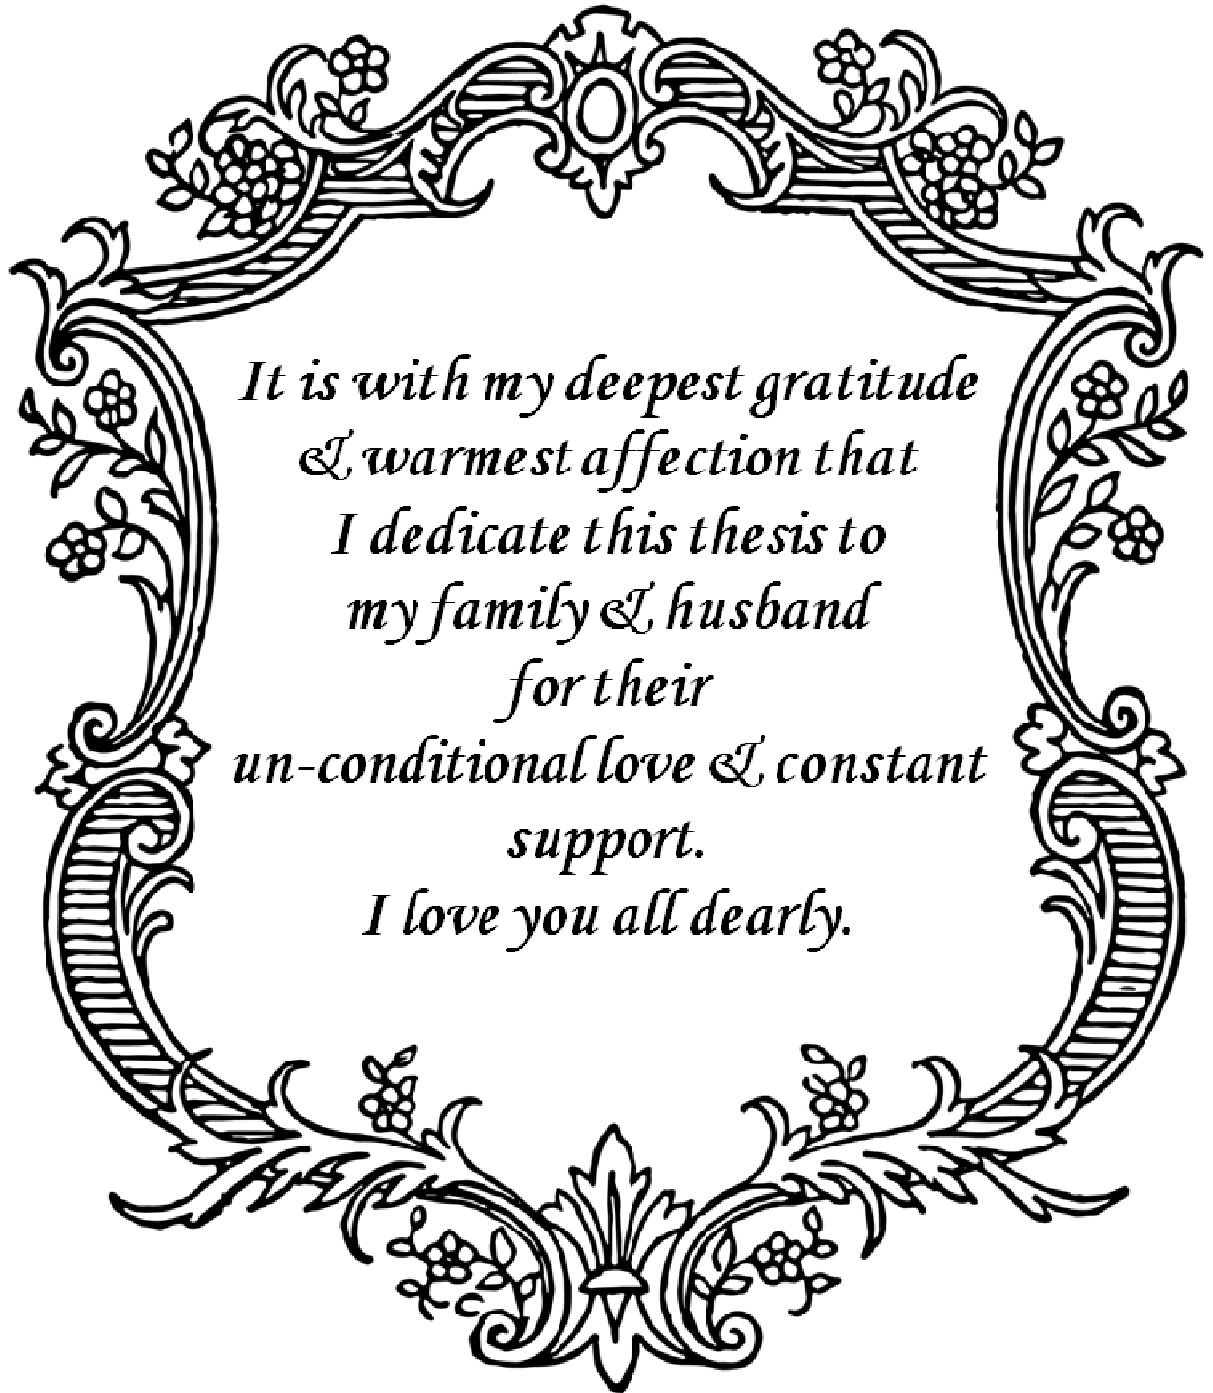 It is with my deepest gratitude
& warmest affection that
I dedicate this thesis to
my family & husband
for their
un-conditional love & constant
support.
I love you all dearly.